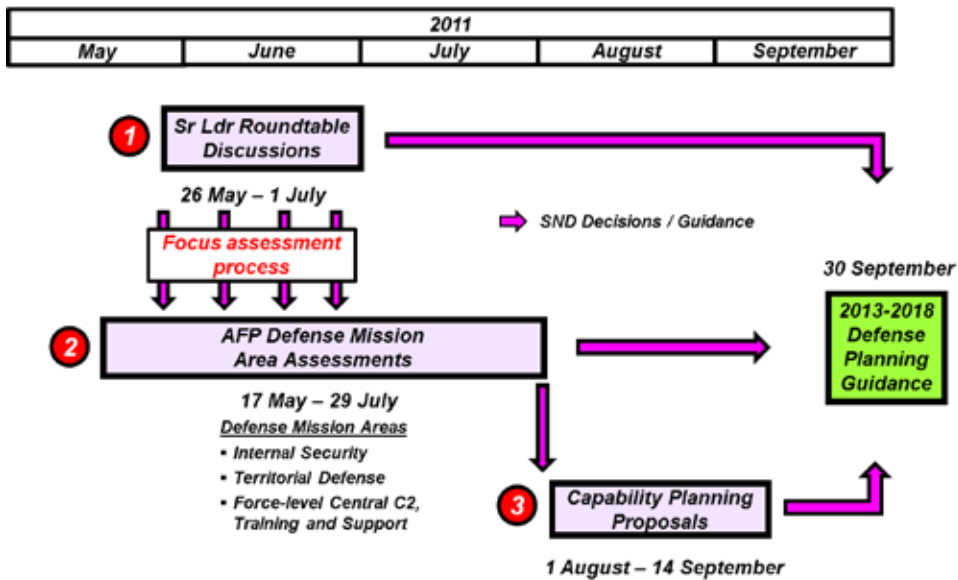 2011
May June July August September
1
Sr Ldr Roundtable
Discussions
26 May – 1 July
SND Decisions / Guidance
Focus assessment
process
30 September
2013-2018
Defense
Planning
Guidance
2
AFP Defense Mission
Area Assessments
17 May – 29 July
Defense Mission Areas
▪ Internal Security
▪ Territorial Defense
▪ Force-level Central C2,
Training and Support
3
Capability Planning
Proposals
1 August – 14 September